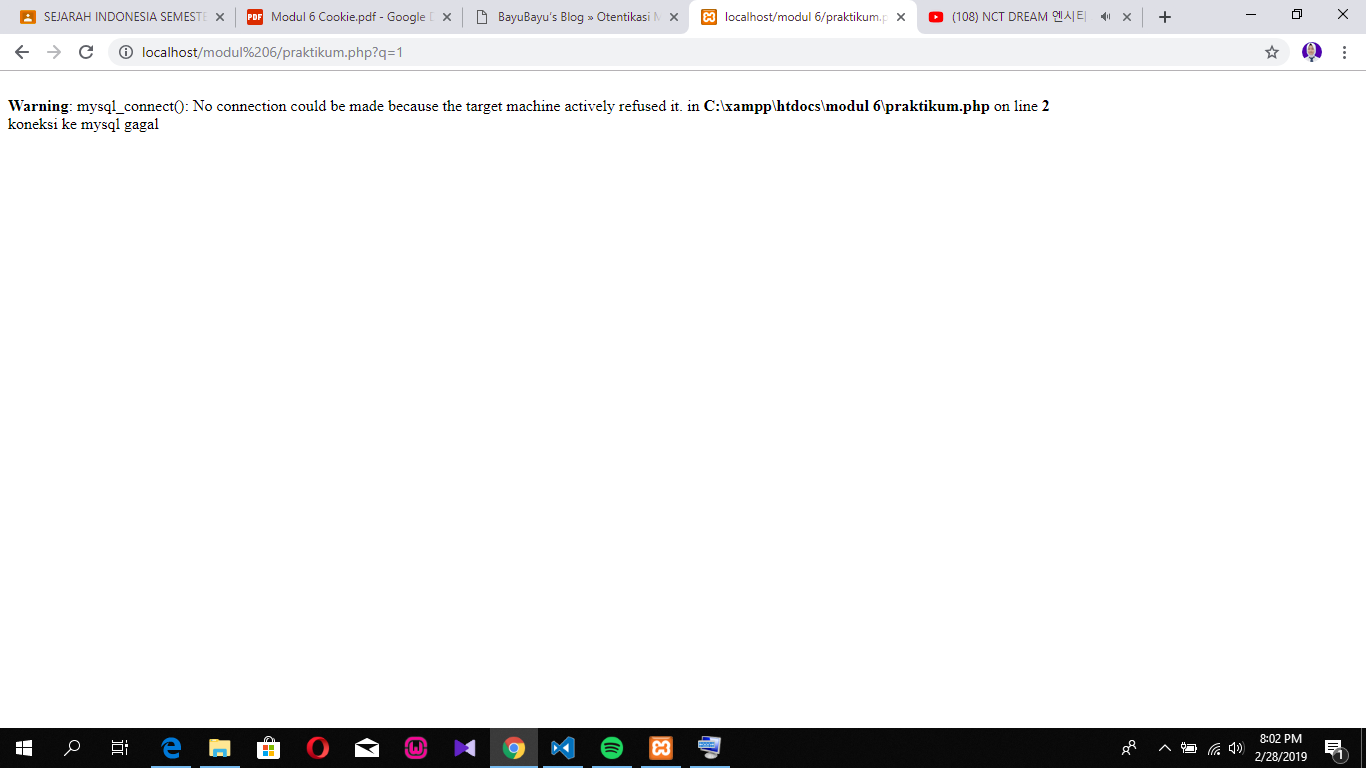 SEJARAH INDONESIA SEMESTE
PDF Modul 6 Cookie.pdf - Google D
BayuBayu's Blog » Otentikasi M
localhost/modul 6/praktikum.p
(108) NCT DREAM 엔시티
localhost/modul%206/praktikum.php?q=1
Warning: mysql_connect(): No connection could be made because the target machine actively refused it. in C:\xampp\htdocs\modul 6\praktikum.php on line 2
koneksi ke mysql gagal
8:02 PM
2/28/2019
1